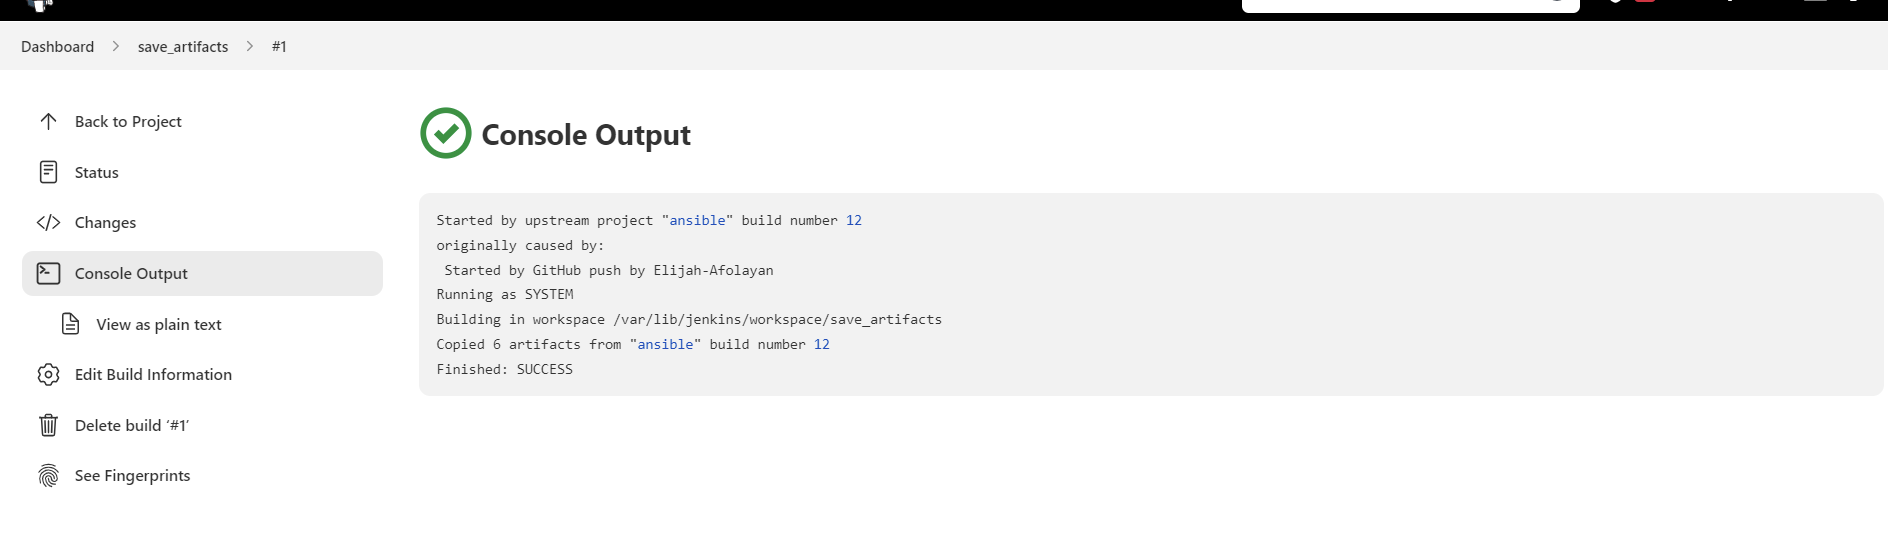 Dashboard > save_artifacts > #1
Back to Project
Status
Changes
Console Output
View as plain text
Edit Build Information
Delete build ‘#1’
See Fingerprints
Console Output
Started by upstream project "ansible" build number 12
originally caused by:
Started by GitHub push by Elijah-Afolayan
Running as SYSTEM
Building in workspace /var/lib/jenkins/workspace/save_artifacts
Copied 6 artifacts from "ansible" build number 12
Finished: SUCCESS